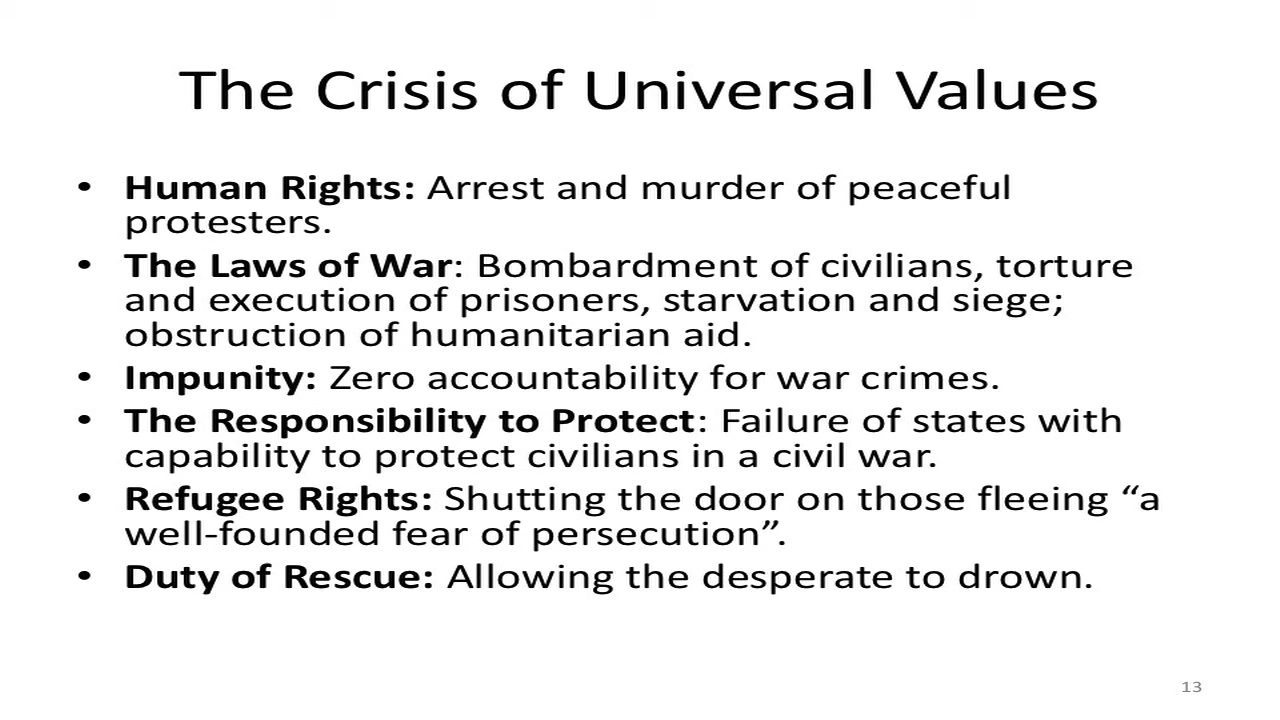 The Crisis of Universal Values
• Human Rights: Arrest and murder of peaceful
protesters.
• The Laws of War: Bombardment of civilians, torture
and execution of prisoners, starvation and siege;
obstruction of humanitarian aid.
• Impunity: Zero accountability for war crimes.
• The Responsibility to Protect: Failure of states with
capability to protect civilians in a civil war.
• Refugee Rights: Shutting the door on those fleeing “a
well-founded fear of persecution”.
• Duty of Rescue: Allowing the desperate to drown.
13